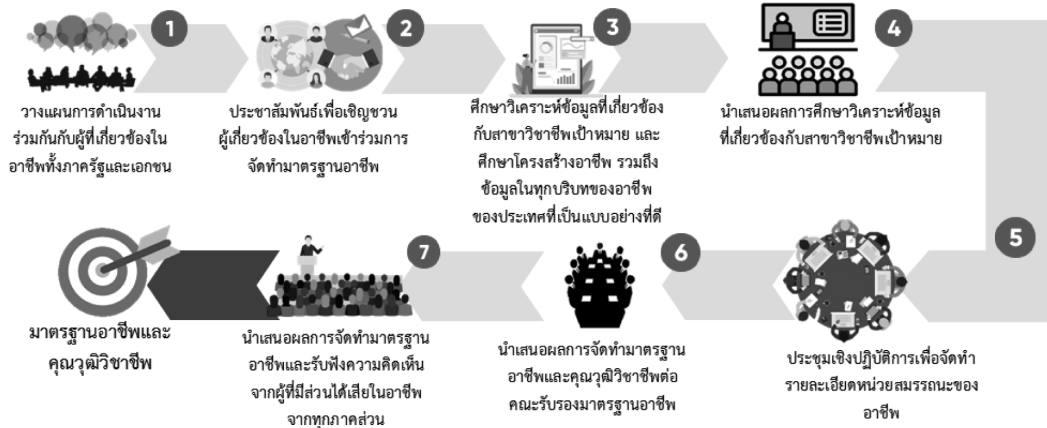 1
วางแผนการดำเนินงาน
ร่วมกันกับผู้ที่เกี่ยวข้องใน
อาชีพทั้งภาครัฐและเอกชน
2
ประชาสัมพันธ์เพื่อเชิญชวน
ผู้เกี่ยวข้องในอาชีพเข้าร่วมการ
จัดทำมาตรฐานอาชีพ
3
ศึกษาวิเคราะห์ข้อมูลที่เกี่ยวข้อง
กับสาขาวิชาชีพเป้าหมาย และ
ศึกษาโครงสร้างอาชีพ รวมถึง
ข้อมูลในทุกบริบทของอาชีพ
ของประเทศที่เป็นแบบอย่างที่ดี
4
นำเสนอผลการศึกษาวิเคราะห์ข้อมูล
ที่เกี่ยวข้องกับสาขาวิชาชีพเป้าหมาย
5
ประชุมเชิงปฏิบัติการเพื่อจัดทำ
รายละเอียดหน่วยสมรรถนะของ
อาชีพ
6
นำเสนอผลการจัดทำมาตรฐาน
อาชีพและคุณวุฒิวิชาชีพต่อ
คณะรับรองมาตรฐานอาชีพ
7
นำเสนอผลการจัดทำมาตรฐาน
อาชีพและรับฟังความคิดเห็น
จากผู้ที่มีส่วนได้เสียในอาชีพ
จากทุกภาคส่วน
มาตรฐานอาชีพและ
คุณวุฒิวิชาชีพ